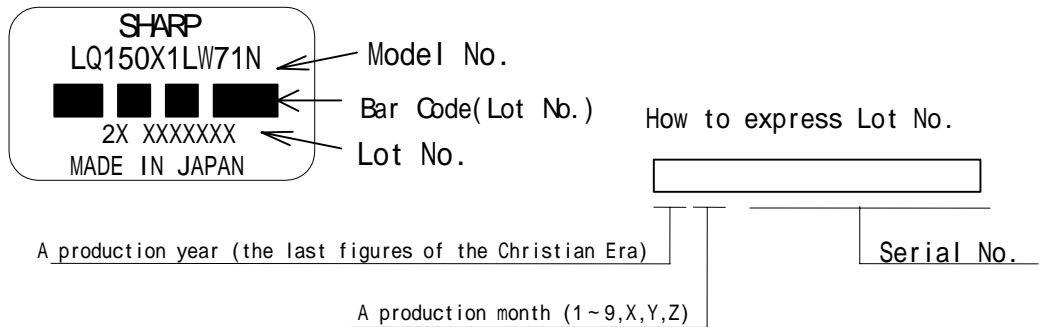 SHARP
LQ150X1LW71N
Model No.
Bar Code(Lot No.)
2X XXXXXXX
Lot No.
MADE IN JAPAN
How to express Lot No.
A production year (the last figures of the Christian Era)
Serial No.
A production month (1~9,X,Y,Z)